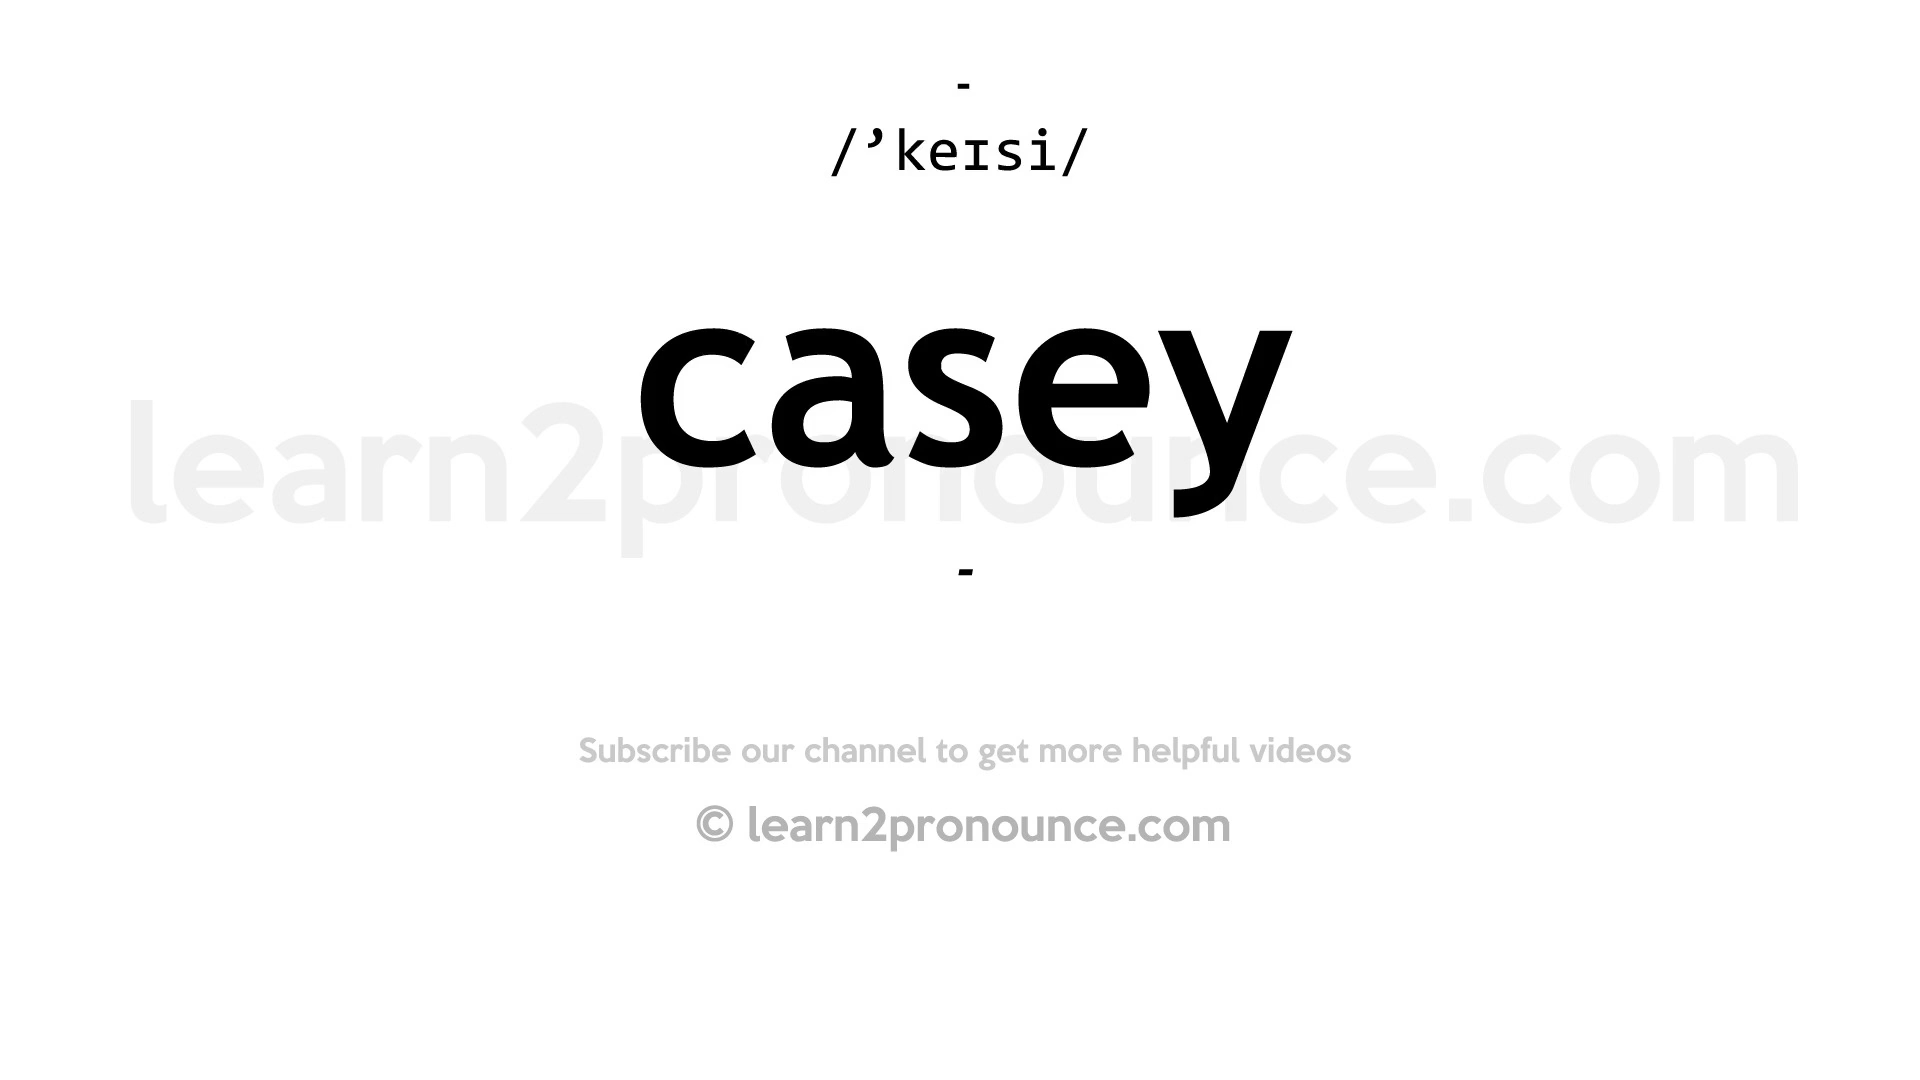 -
/’keɪsi/
casey
learn2pronounce.com
-
Subscribe our channel to get more helpful videos
© learn2pronounce.com